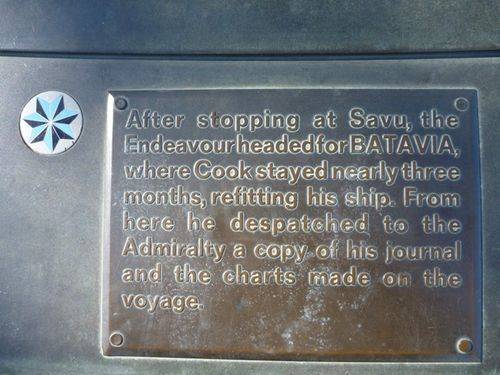 After stopping at Savu, the
Endeavour headed for BATAVIA,
where Cook stayed nearly three
months, refitting his ship. From
here he despatched to the
Admiralty a copy of his journal
and the charts made on the
voyage.